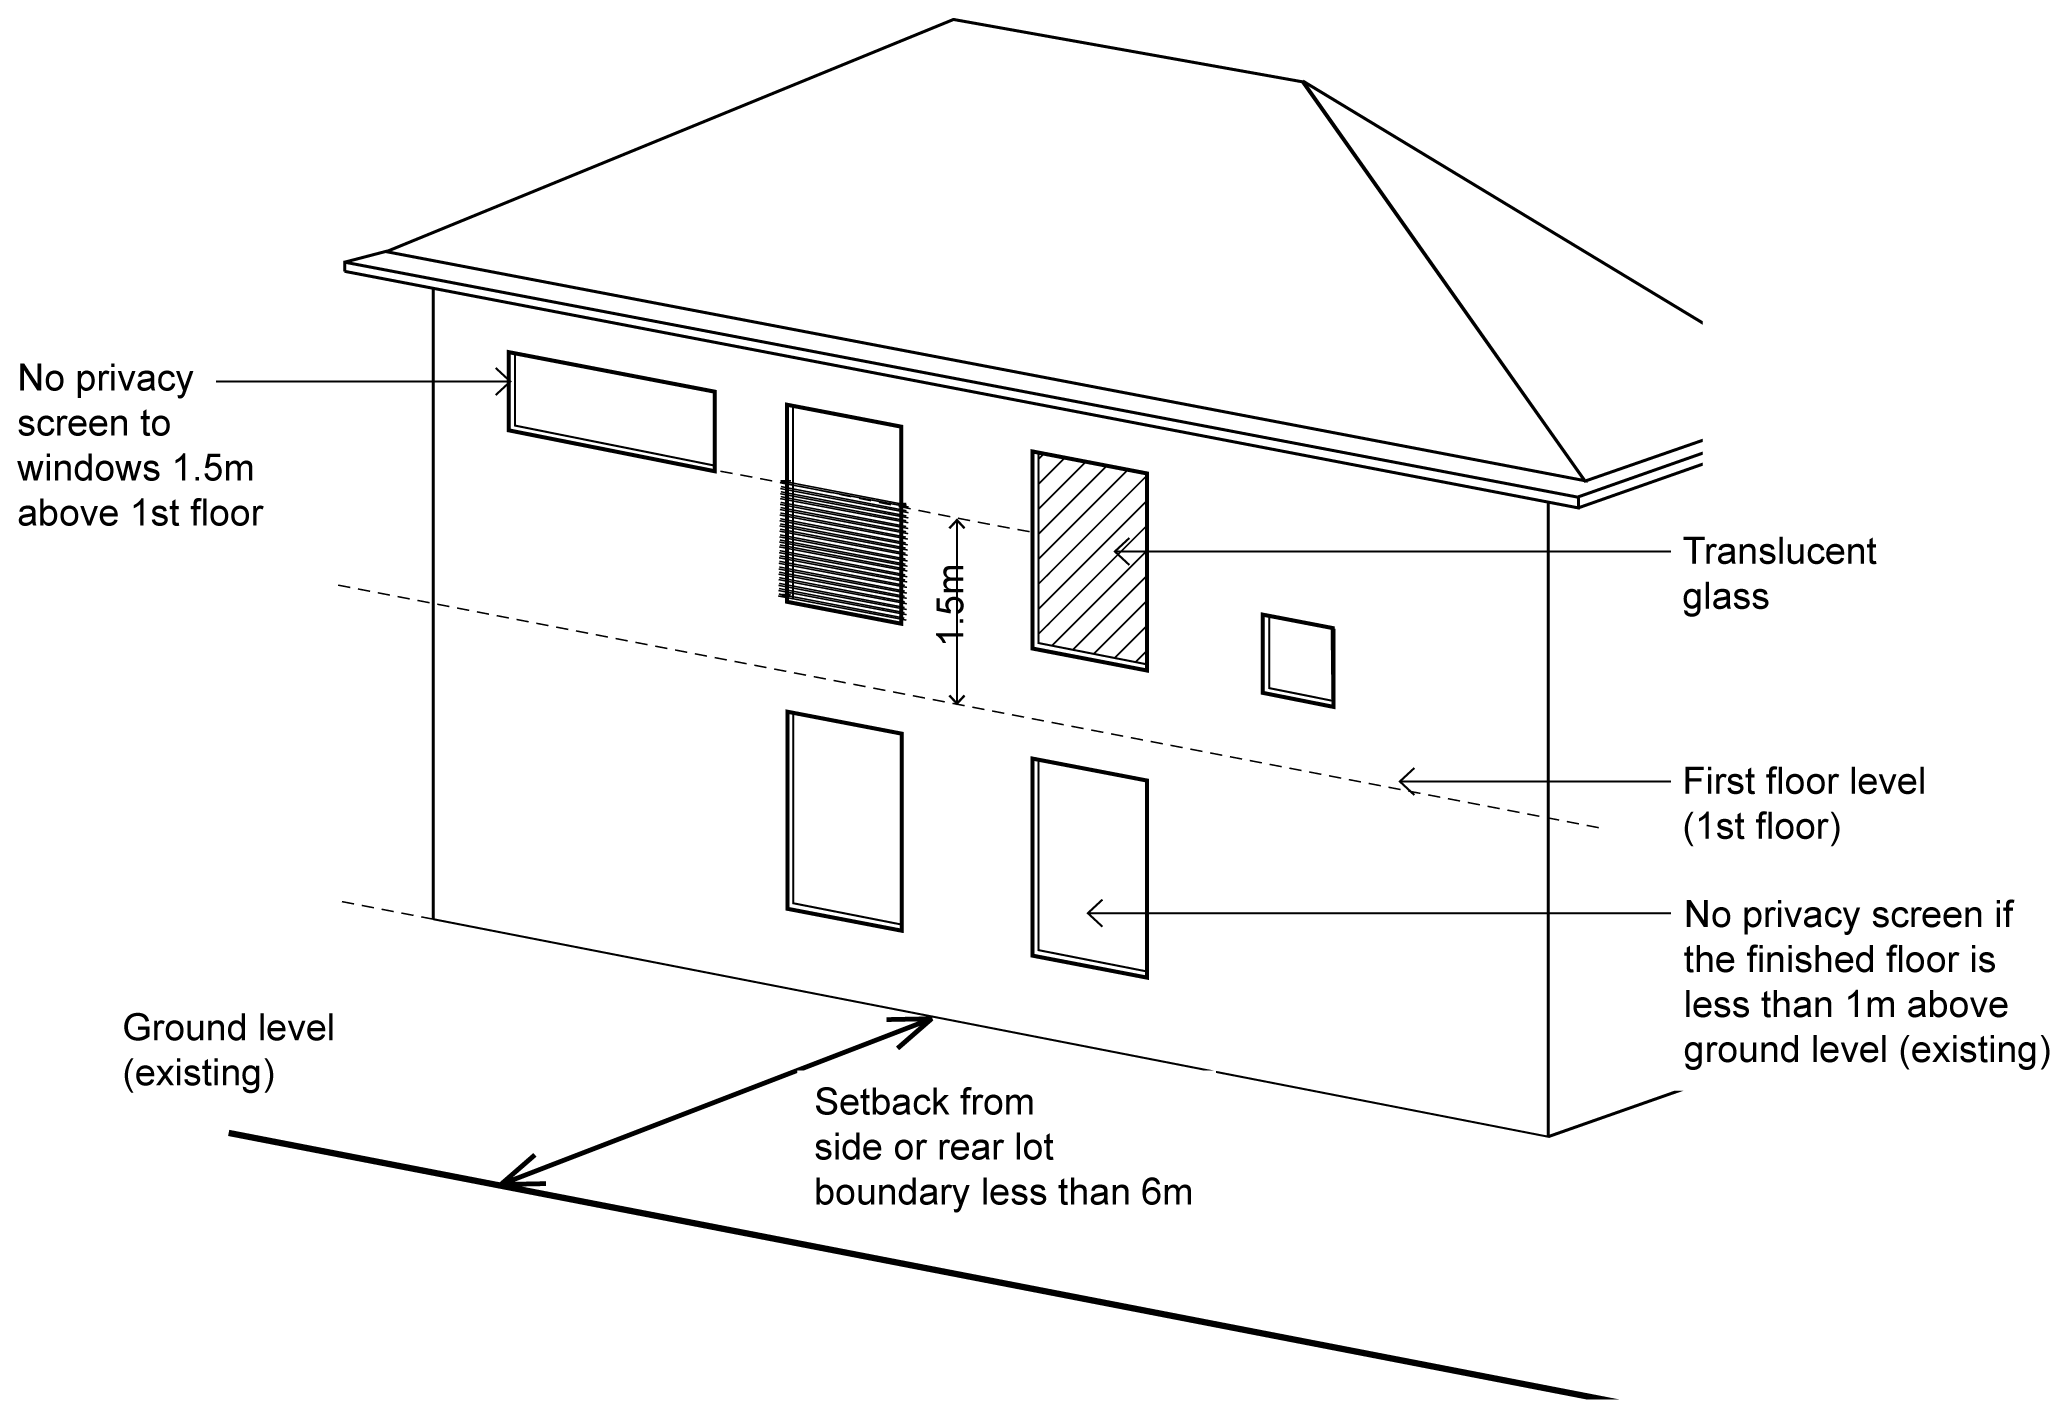 No privacy
screen to
windows 1.5m
above 1st floor
1.5m
Translucent
glass
First floor level
(1st floor)
No privacy screen if
the finished floor is
less than 1m above
ground level (existing)
Ground level
(existing)
Setback from
side or rear lot
boundary less than 6m